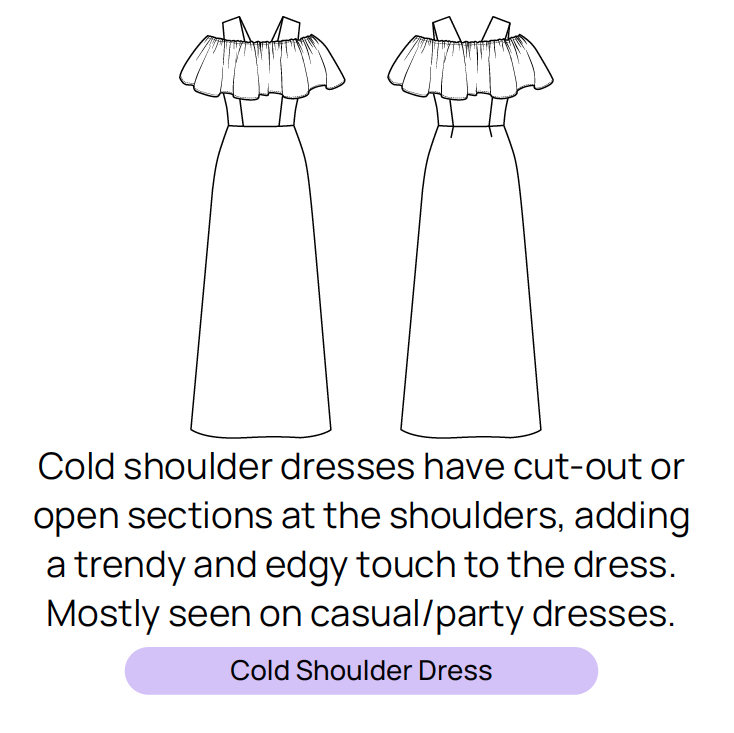 Cold shoulder dresses have cut-out or
open sections at the shoulders, adding
a trendy and edgy touch to the dress.
Mostly seen on casual/party dresses.
Cold Shoulder Dress